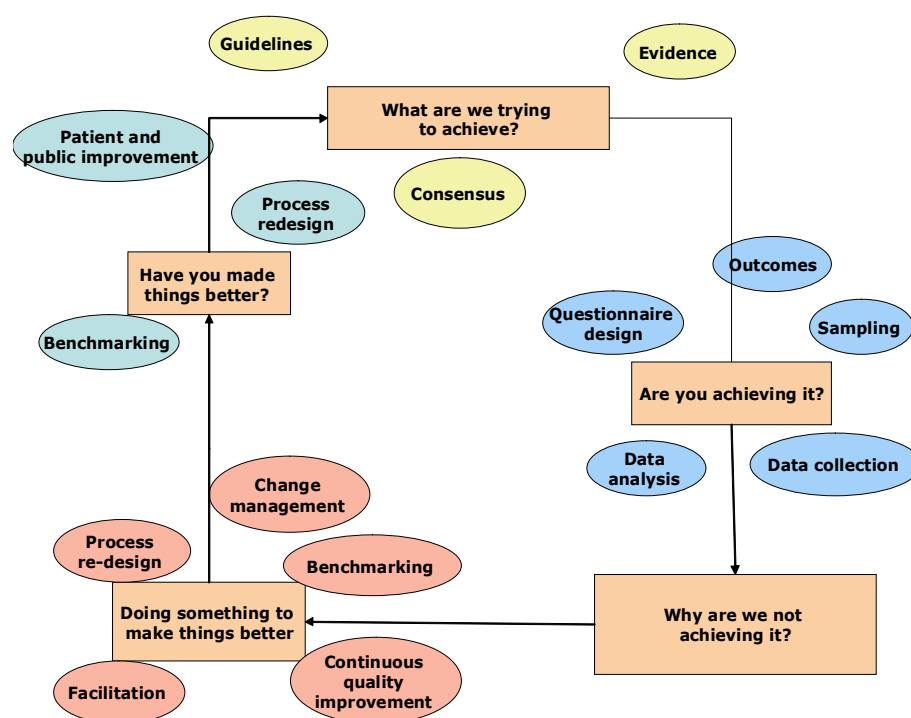 Guidelines
Evidence
What are we trying
to achieve?
Patient and
public improvement
Consensus
Process
redesign
Have you made
things better?
Outcomes
Questionnaire
design
Sampling
Benchmarking
Are you achieving it?
Data
analysis
Data collection
Change
management
Process
re-design
Benchmarking
Doing something to
make things better
Why are we not
achieving it?
Continuous
quality
improvement
Facilitation